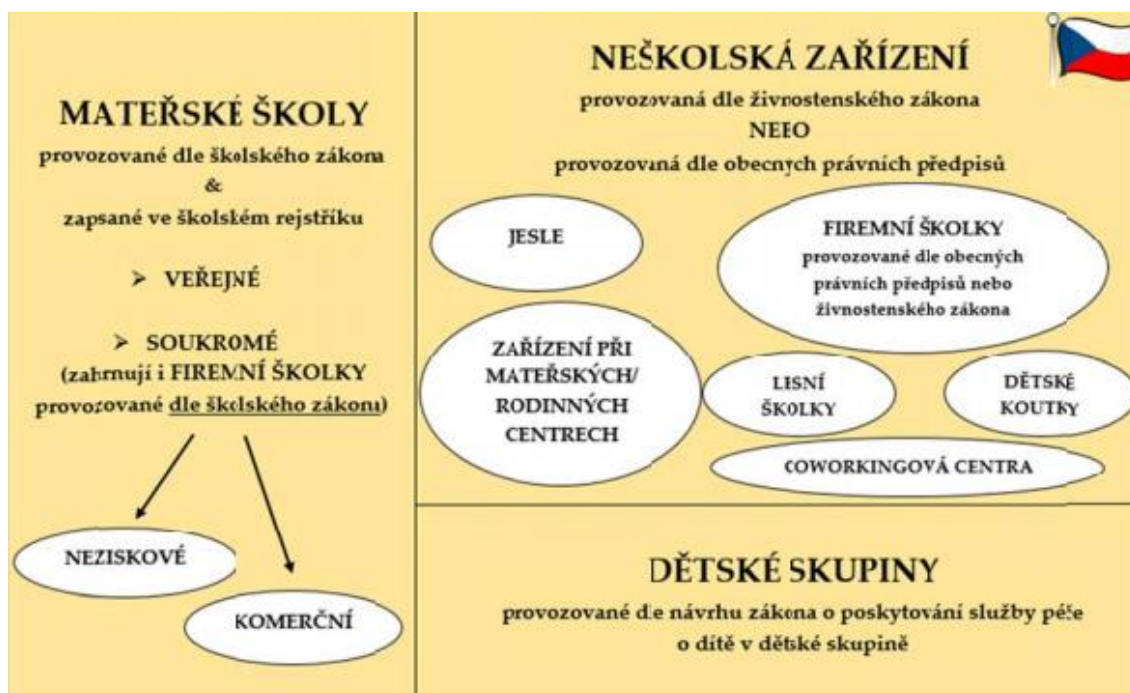 MATEŘSKÉ ŠKOLY
provozované dle školského zákona
&
zapsané ve školském rejstříku
➢ VEŘEJNÉ
➢ SOUKROMÉ
(zahrnují i FIREMNÍ ŠKOLKY
provozované dle školského zákona)
NEZISKOVÉ
KOMERČNÍ
NEŠKOLSKÁ ZAŘÍZENÍ
provozovaná dle živnostenského zákona
NEBO
provozovaná dle obecných právních předpisů
JESLE
FIREMNÍ ŠKOLKY
provozované dle obecných
právních předpisů nebo
živnostenského zákona
ZAŘÍZENÍ PŘI
MATEŘSKÝCH/
RODINNÝCH
CENTRECH
LESNÍ
ŠKOLKY
DĚTSKÉ
KOUTKY
COWORKINGOVÁ CENTRA
DĚTSKÉ SKUPINY
provozované dle návrhu zákona o poskytování služby péče
o dítě v dětské skupině